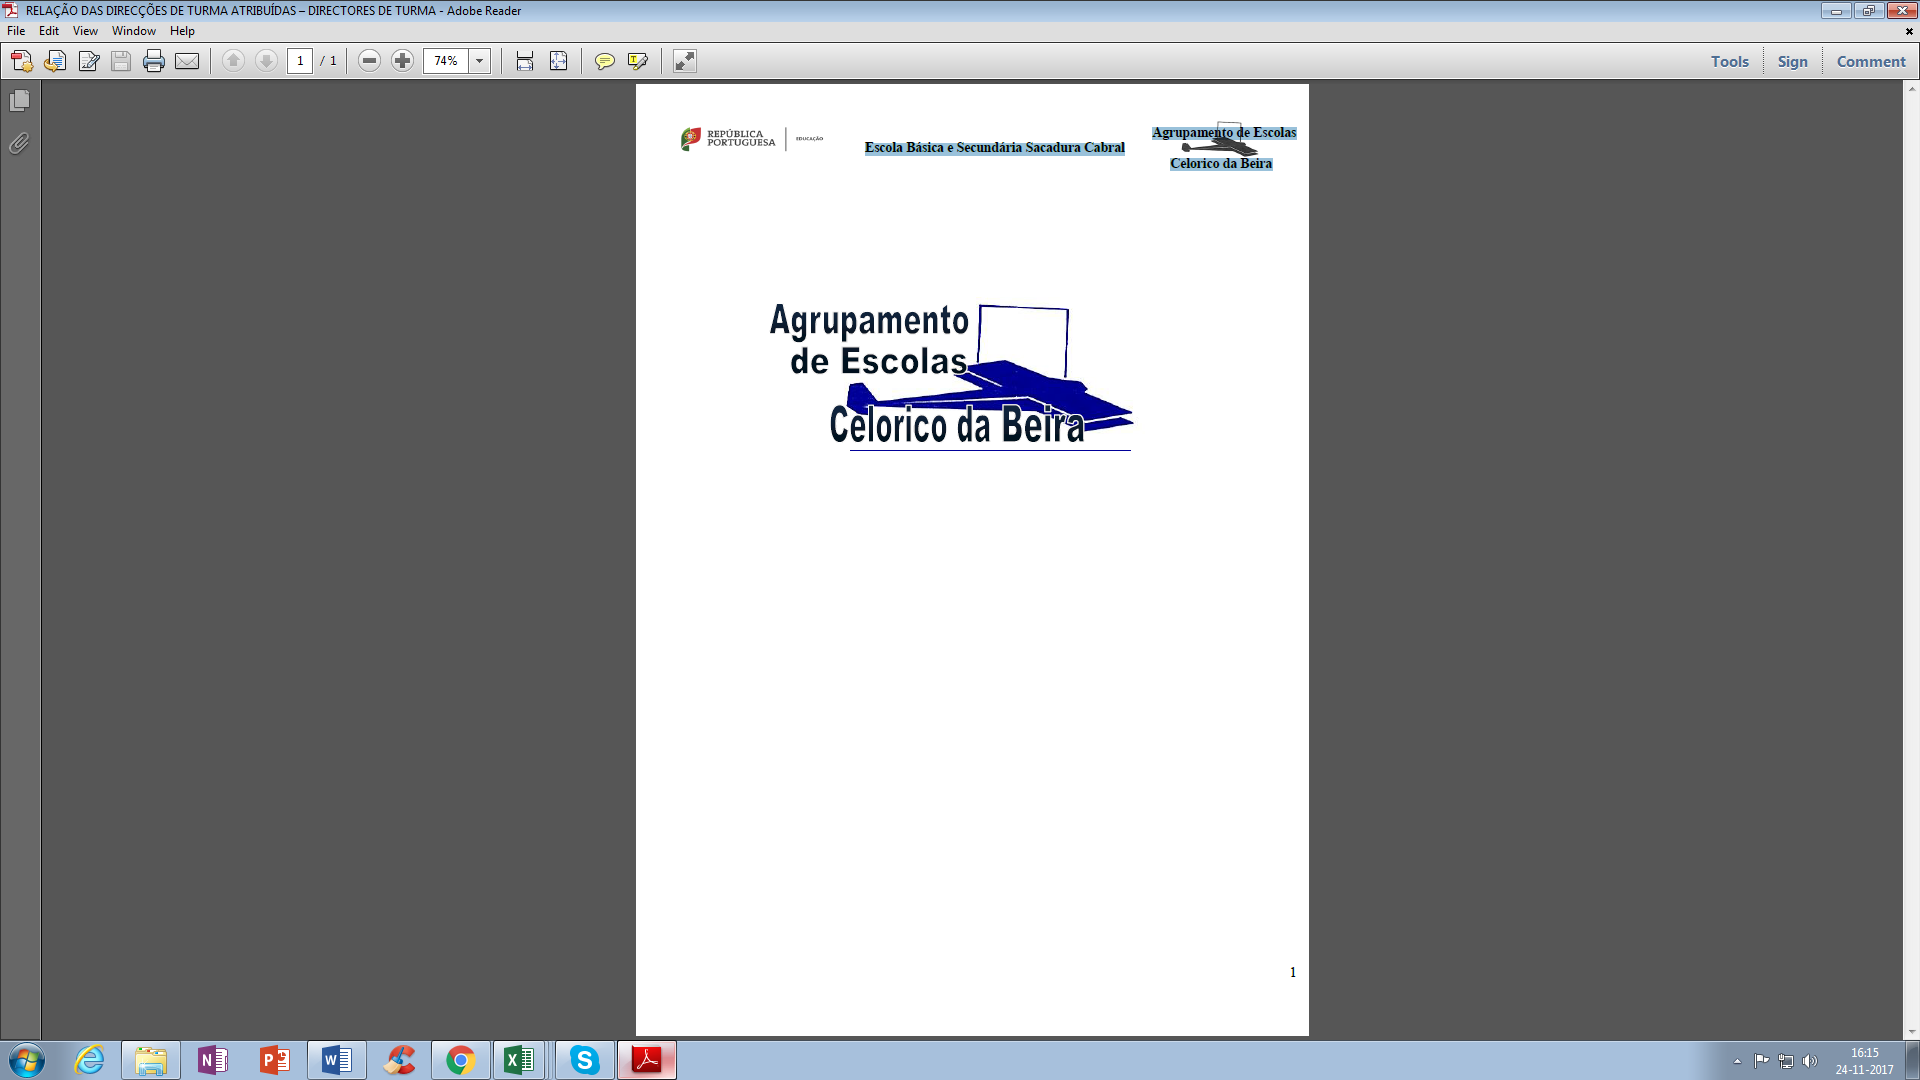 RELAÇÃO DAS DIRECÇÕES DE TURMA ATRIBUÍDAS – DIRECTORES DE TURMA - Adobe Reader
File Edit View Window Help
1 / 1 74% Tools Sign Comment
REPÚBLICA
PORTUGUESA
EDUCAÇÃO
Escola Básica e Secundária Sacadura Cabral
Agrupamento de Escolas
Celorico da Beira
Agrupamento
de Escolas
Celorico da Beira
1
16:15
24-11-2017